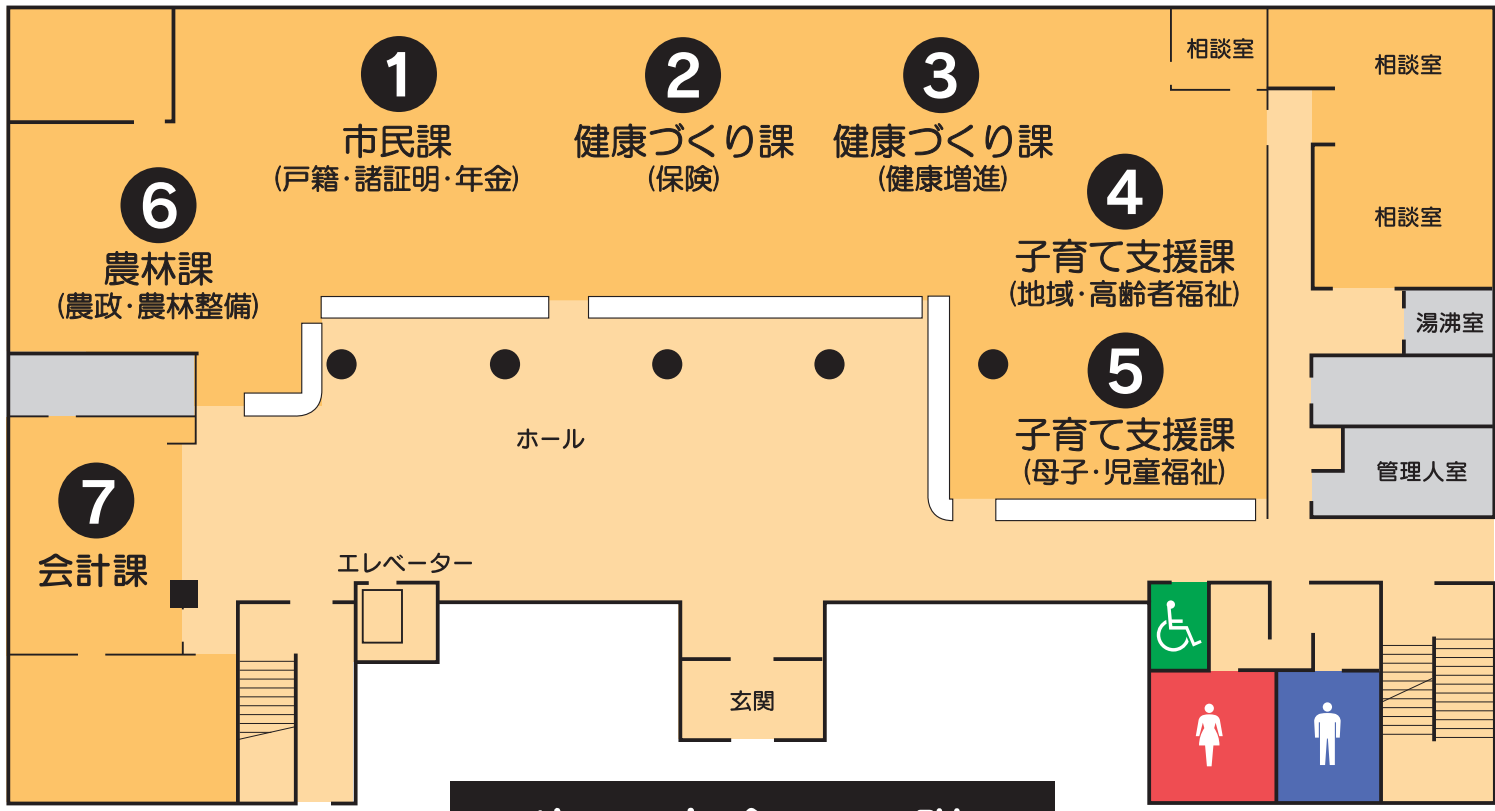 1
市民課
(戸籍・諸証明・年金)
2
健康づくり課
(保険)
3
健康づくり課
(健康増進)
相談室
相談室
4
子育て支援課
(地域・高齢者福祉)
相談室
6
農林課
(農政・農林整備)
湯沸室
5
子育て支援課
(母子・児童福祉)
ホール
管理人室
7
会計課
エレベーター
玄関